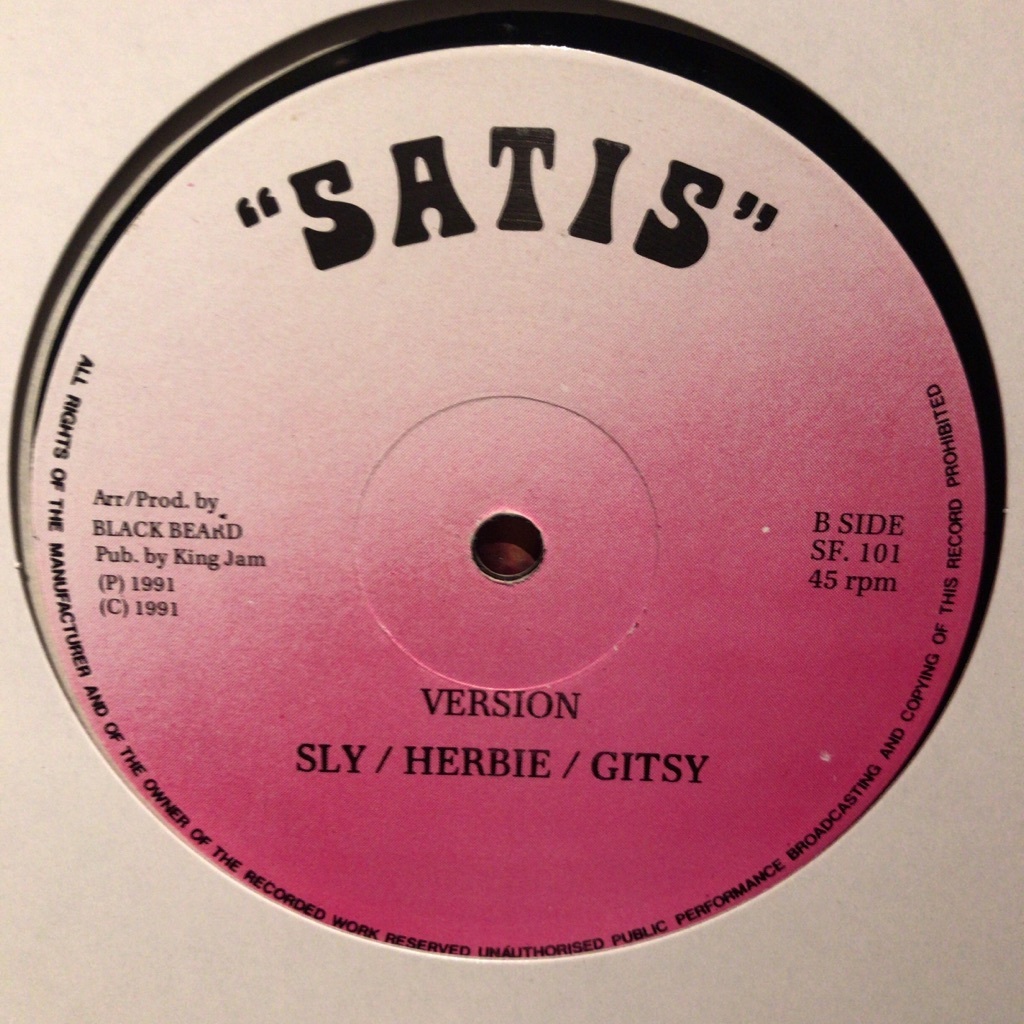 “SATIS”
Arr/Prod. by
BLACK BEARD
Pub. by King Jam
(P) 1991
(C) 1991
B SIDE
SF. 101
45 rpm
VERSION
SLY / HERBIE / GITSY
ALL RIGHTS OF THE MANUFACTURER AND OF THE OWNER OF THE RECORDED WORK RESERVED UNAUTHORISED PUBLIC PERFORMANCE BROADCASTING AND COPYING OF THIS RECORD PROHIBITED